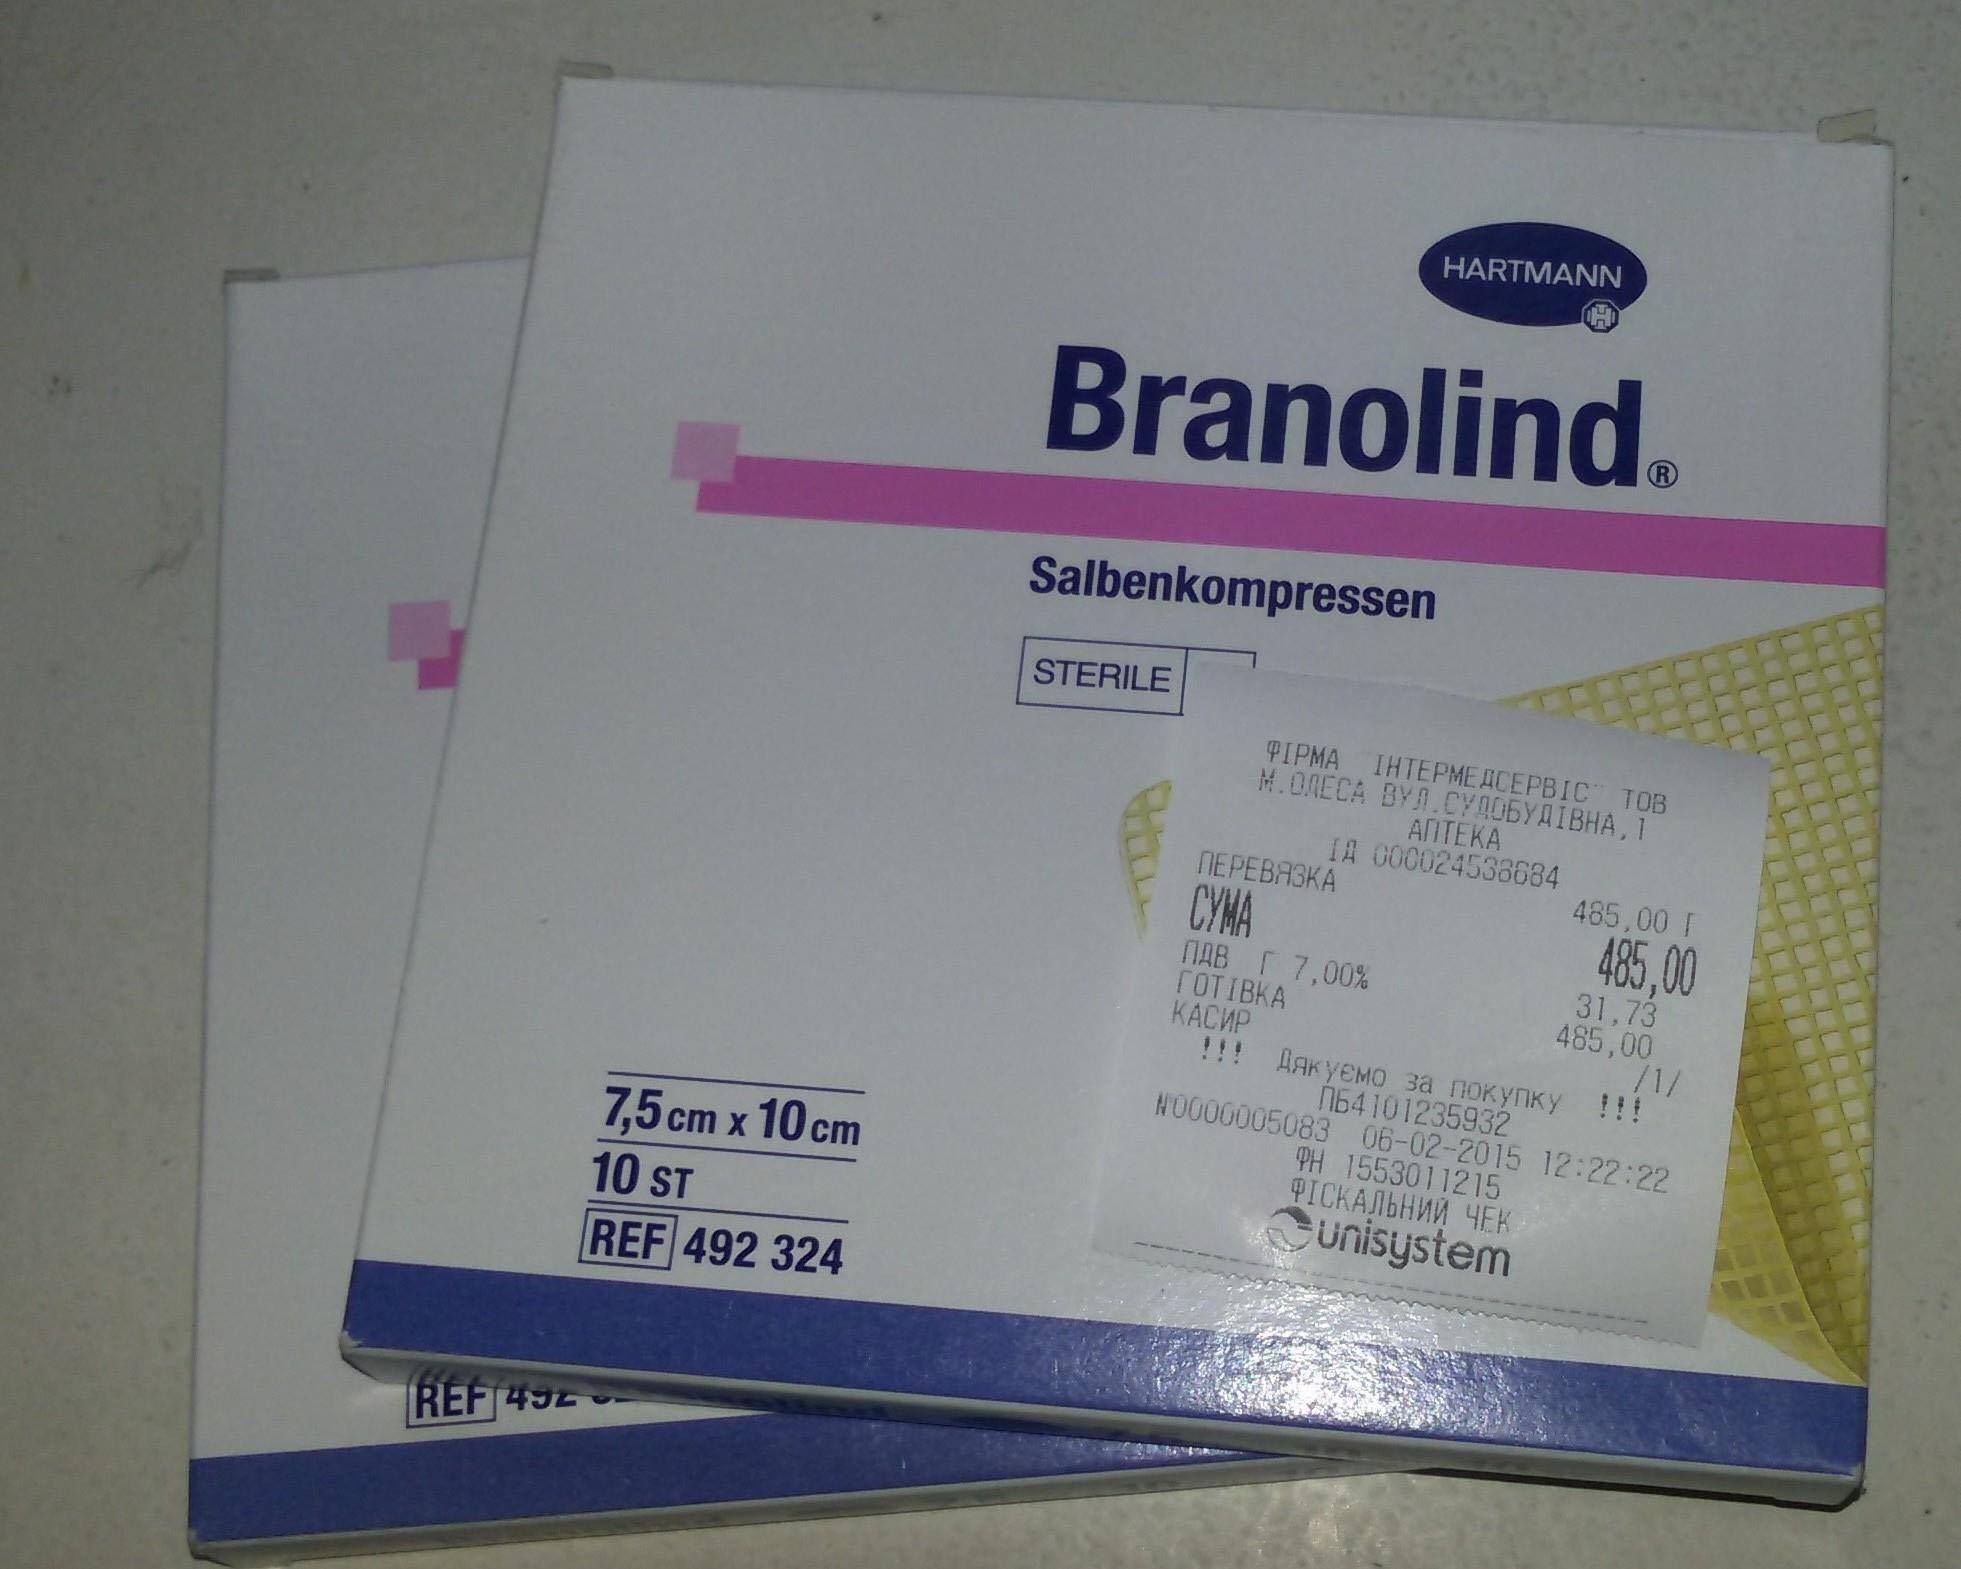 HARTMANN
Branolind®
Salbenkompressen
STERILE
7,5 cm x 10 cm
10 ST
REF 492 324
ФІРМА "ІНТЕРМЕДСЕРВІС" ТОВ
М.ОДЕСА ВУЛ.СУДОБУДІВНА,1
АПТЕКА
ІД 000024538684
ПЕРЕВЯЗКА
485,00 Г
СУМА 485,00
ПДВ Г 7,00% 31,73
ГОТІВКА 485,00
КАСИР /1/
!!! Дякуємо за покупку !!!
ПБ4101235932
№0000005083 06-02-2015 12:22:22
ФН 1553011215
ФІСКАЛЬНИЙ ЧЕК
unisystem
REF 492